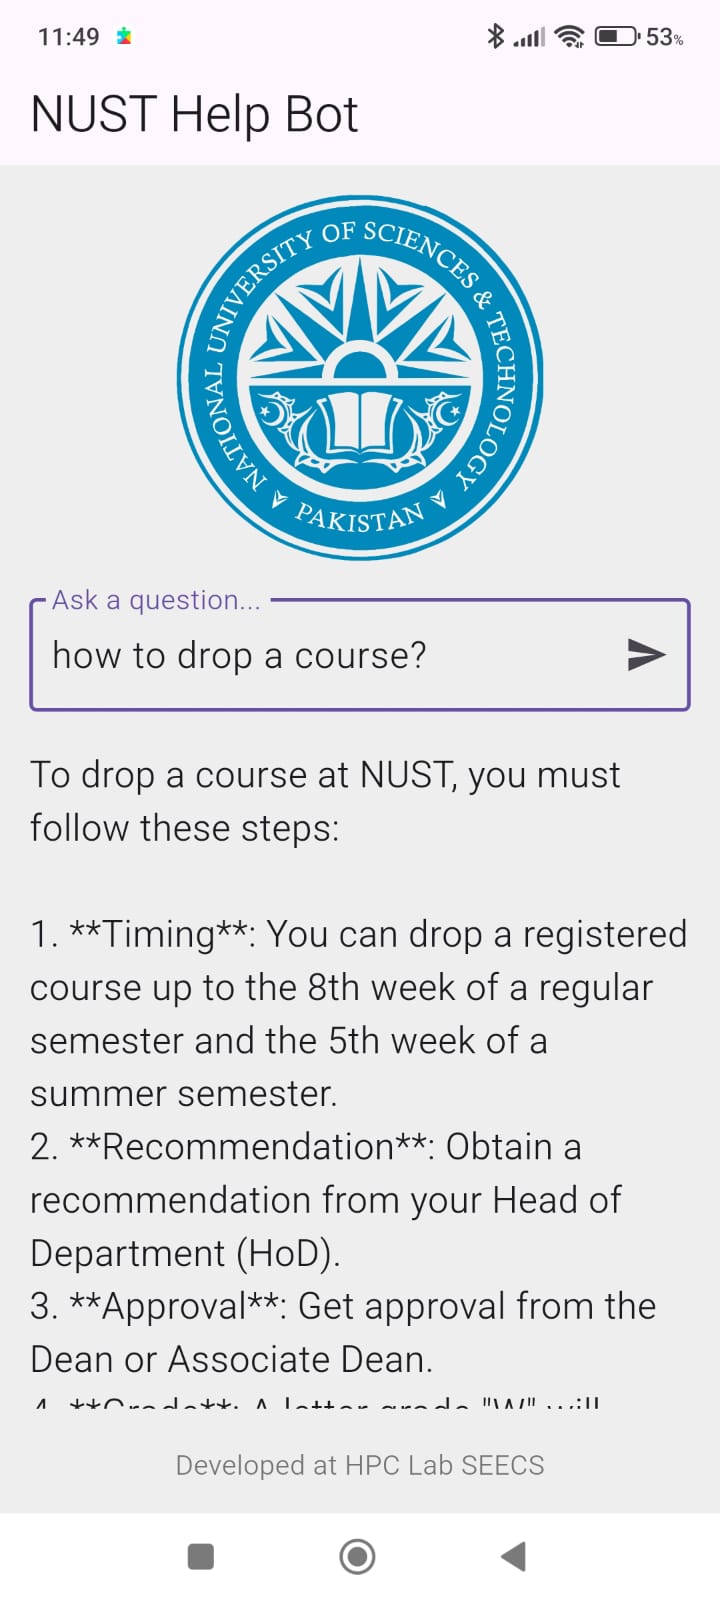 11:49
53%
NUST Help Bot
NATIONAL UNIVERSITY OF SCIENCES & TECHNOLOGY
PAKISTAN
Ask a question...
how to drop a course?
To drop a course at NUST, you must
follow these steps:
1. **Timing**: You can drop a registered
course up to the 8th week of a regular
semester and the 5th week of a
summer semester.
2. **Recommendation**: Obtain a
recommendation from your Head of
Department (HoD).
3. **Approval**: Get approval from the
Dean or Associate Dean.
4. **Grade**: A letter grade "W" will
Developed at HPC Lab SEECS